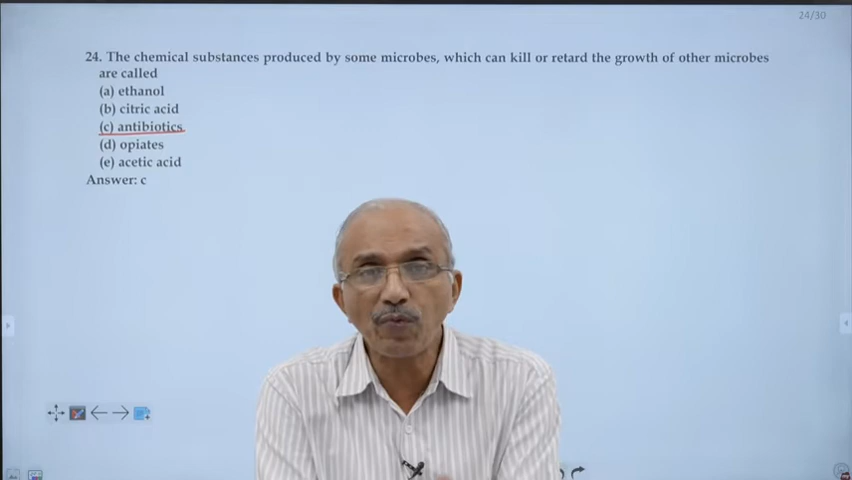 24/30
24. The chemical substances produced by some microbes, which can kill or retard the growth of other microbes
are called
(a) ethanol
(b) citric acid
(c) antibiotics
(d) opiates
(e) acetic acid
Answer: c